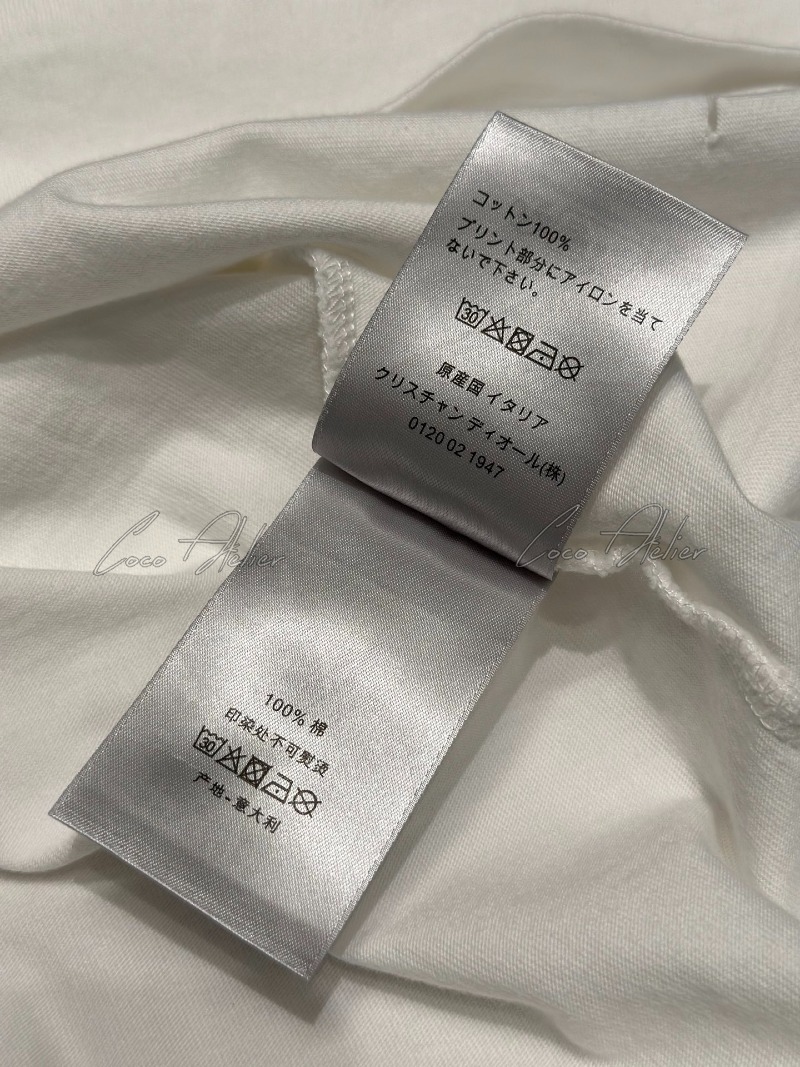 コットン100%
プリント部分にアイロンを当て
ないで下さい。
30
原産国 イタリア
クリスチャン ディオール(株)
0120 02 1947
Coco Atelier
Coco Atelier
100% 棉
印染处不可熨烫
30
产地-意大利